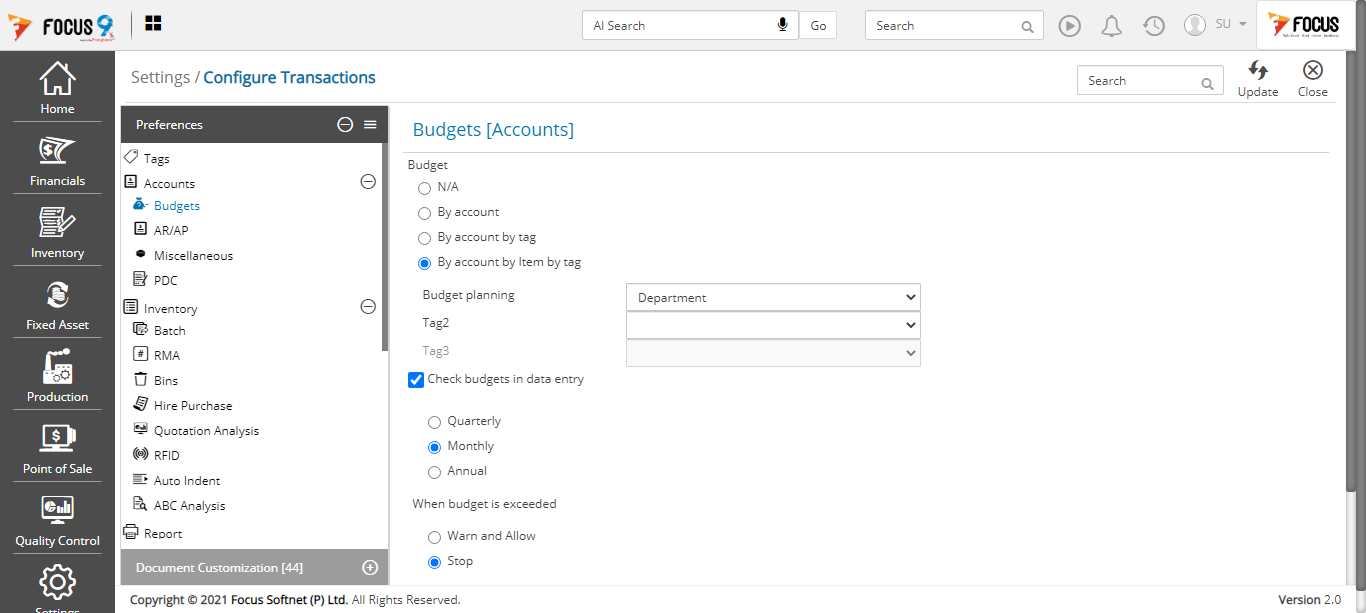 FOCUS 9
AI Search
Go
Search
SU
FOCUS
Home
Financials
Inventory
Fixed Asset
Production
Point of Sale
Quality Control
Settings
Settings / Configure Transactions
Search
Update
Close
Preferences
Tags
Accounts
Budgets
AR/AP
Miscellaneous
PDC
Inventory
Batch
RMA
Bins
Hire Purchase
Quotation Analysis
RFID
Auto Indent
ABC Analysis
Report
Document Customization [44]
Budgets [Accounts]
Budget
N/A
By account
By account by tag
By account by Item by tag
Budget planning
Department
Tag2
Tag3
Check budgets in data entry
Quarterly
Monthly
Annual
When budget is exceeded
Warn and Allow
Stop
Copyright © 2021 Focus Softnet (P) Ltd. All Rights Reserved.
Version 2.0